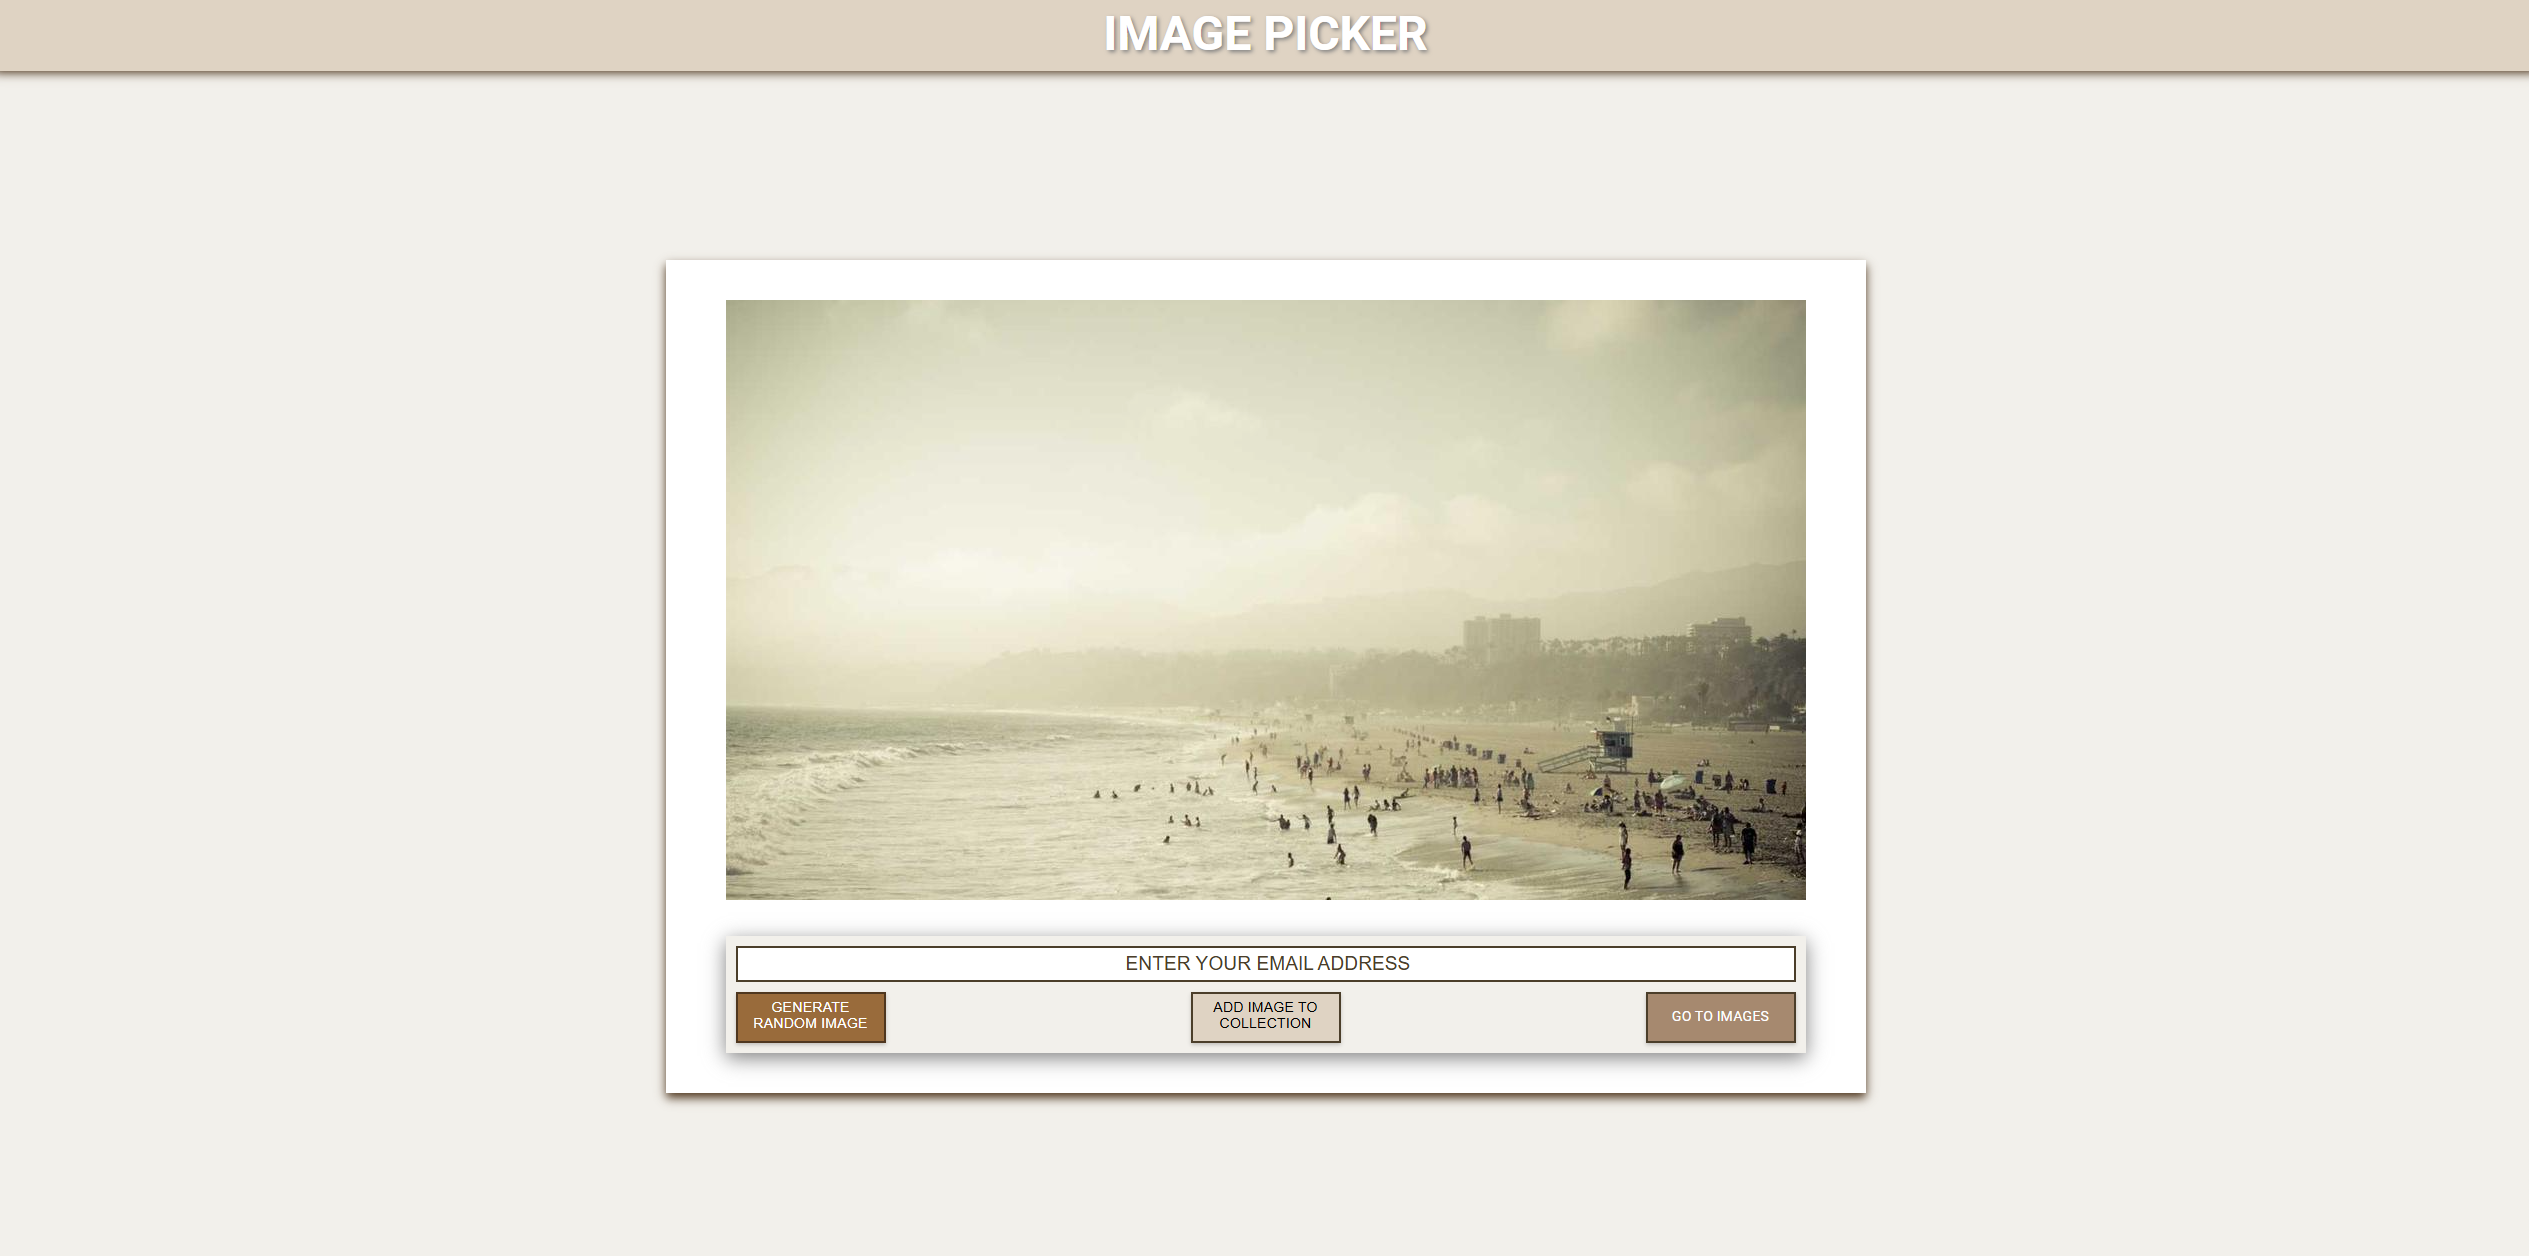 IMAGE PICKER
ENTER YOUR EMAIL ADDRESS
GENERATE
RANDOM IMAGE
ADD IMAGE TO
COLLECTION
GO TO IMAGES